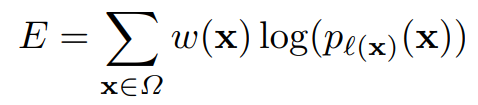 E = ∑_{𝐱∈Ω} w(𝐱) log(p_{ℓ(𝐱)}(𝐱))